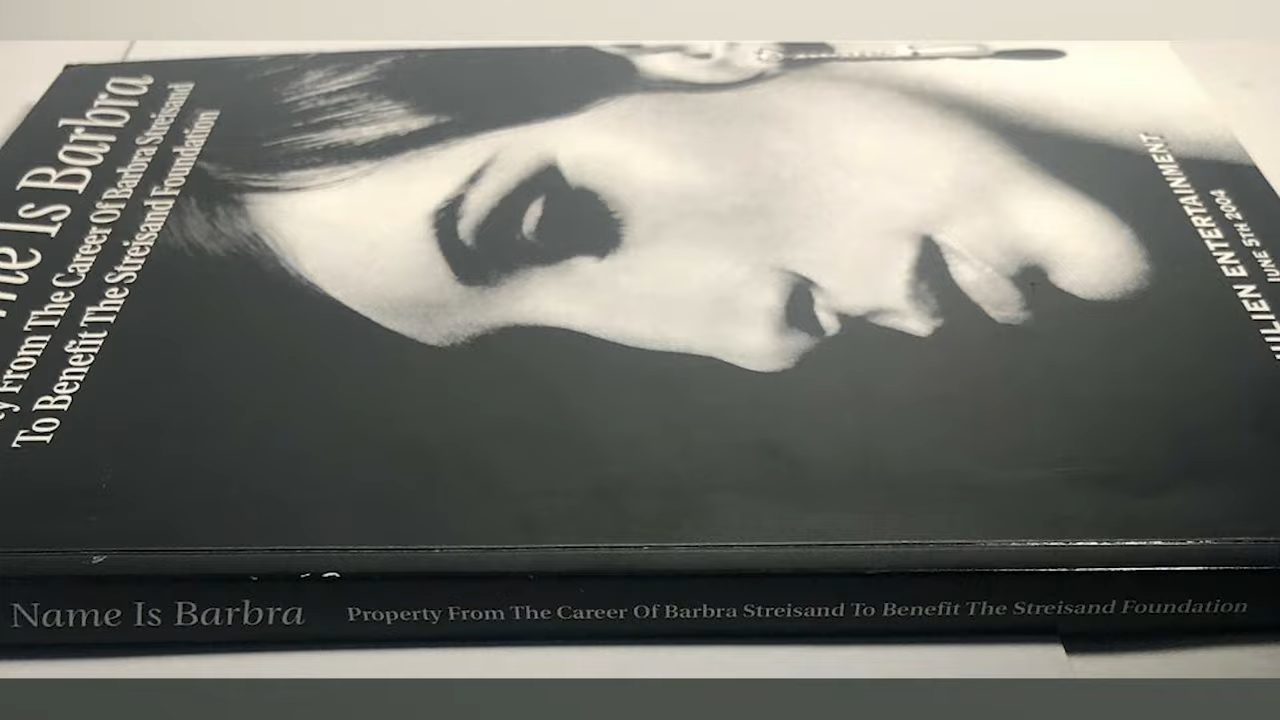 Is Barbra
From The Career Of Barbra Streisand
To Benefit The Streisand Foundation
ENTERTAINMENT
JUNE 5TH 2004
Name Is Barbra Property From The Career Of Barbra Streisand To Benefit The Streisand Foundation